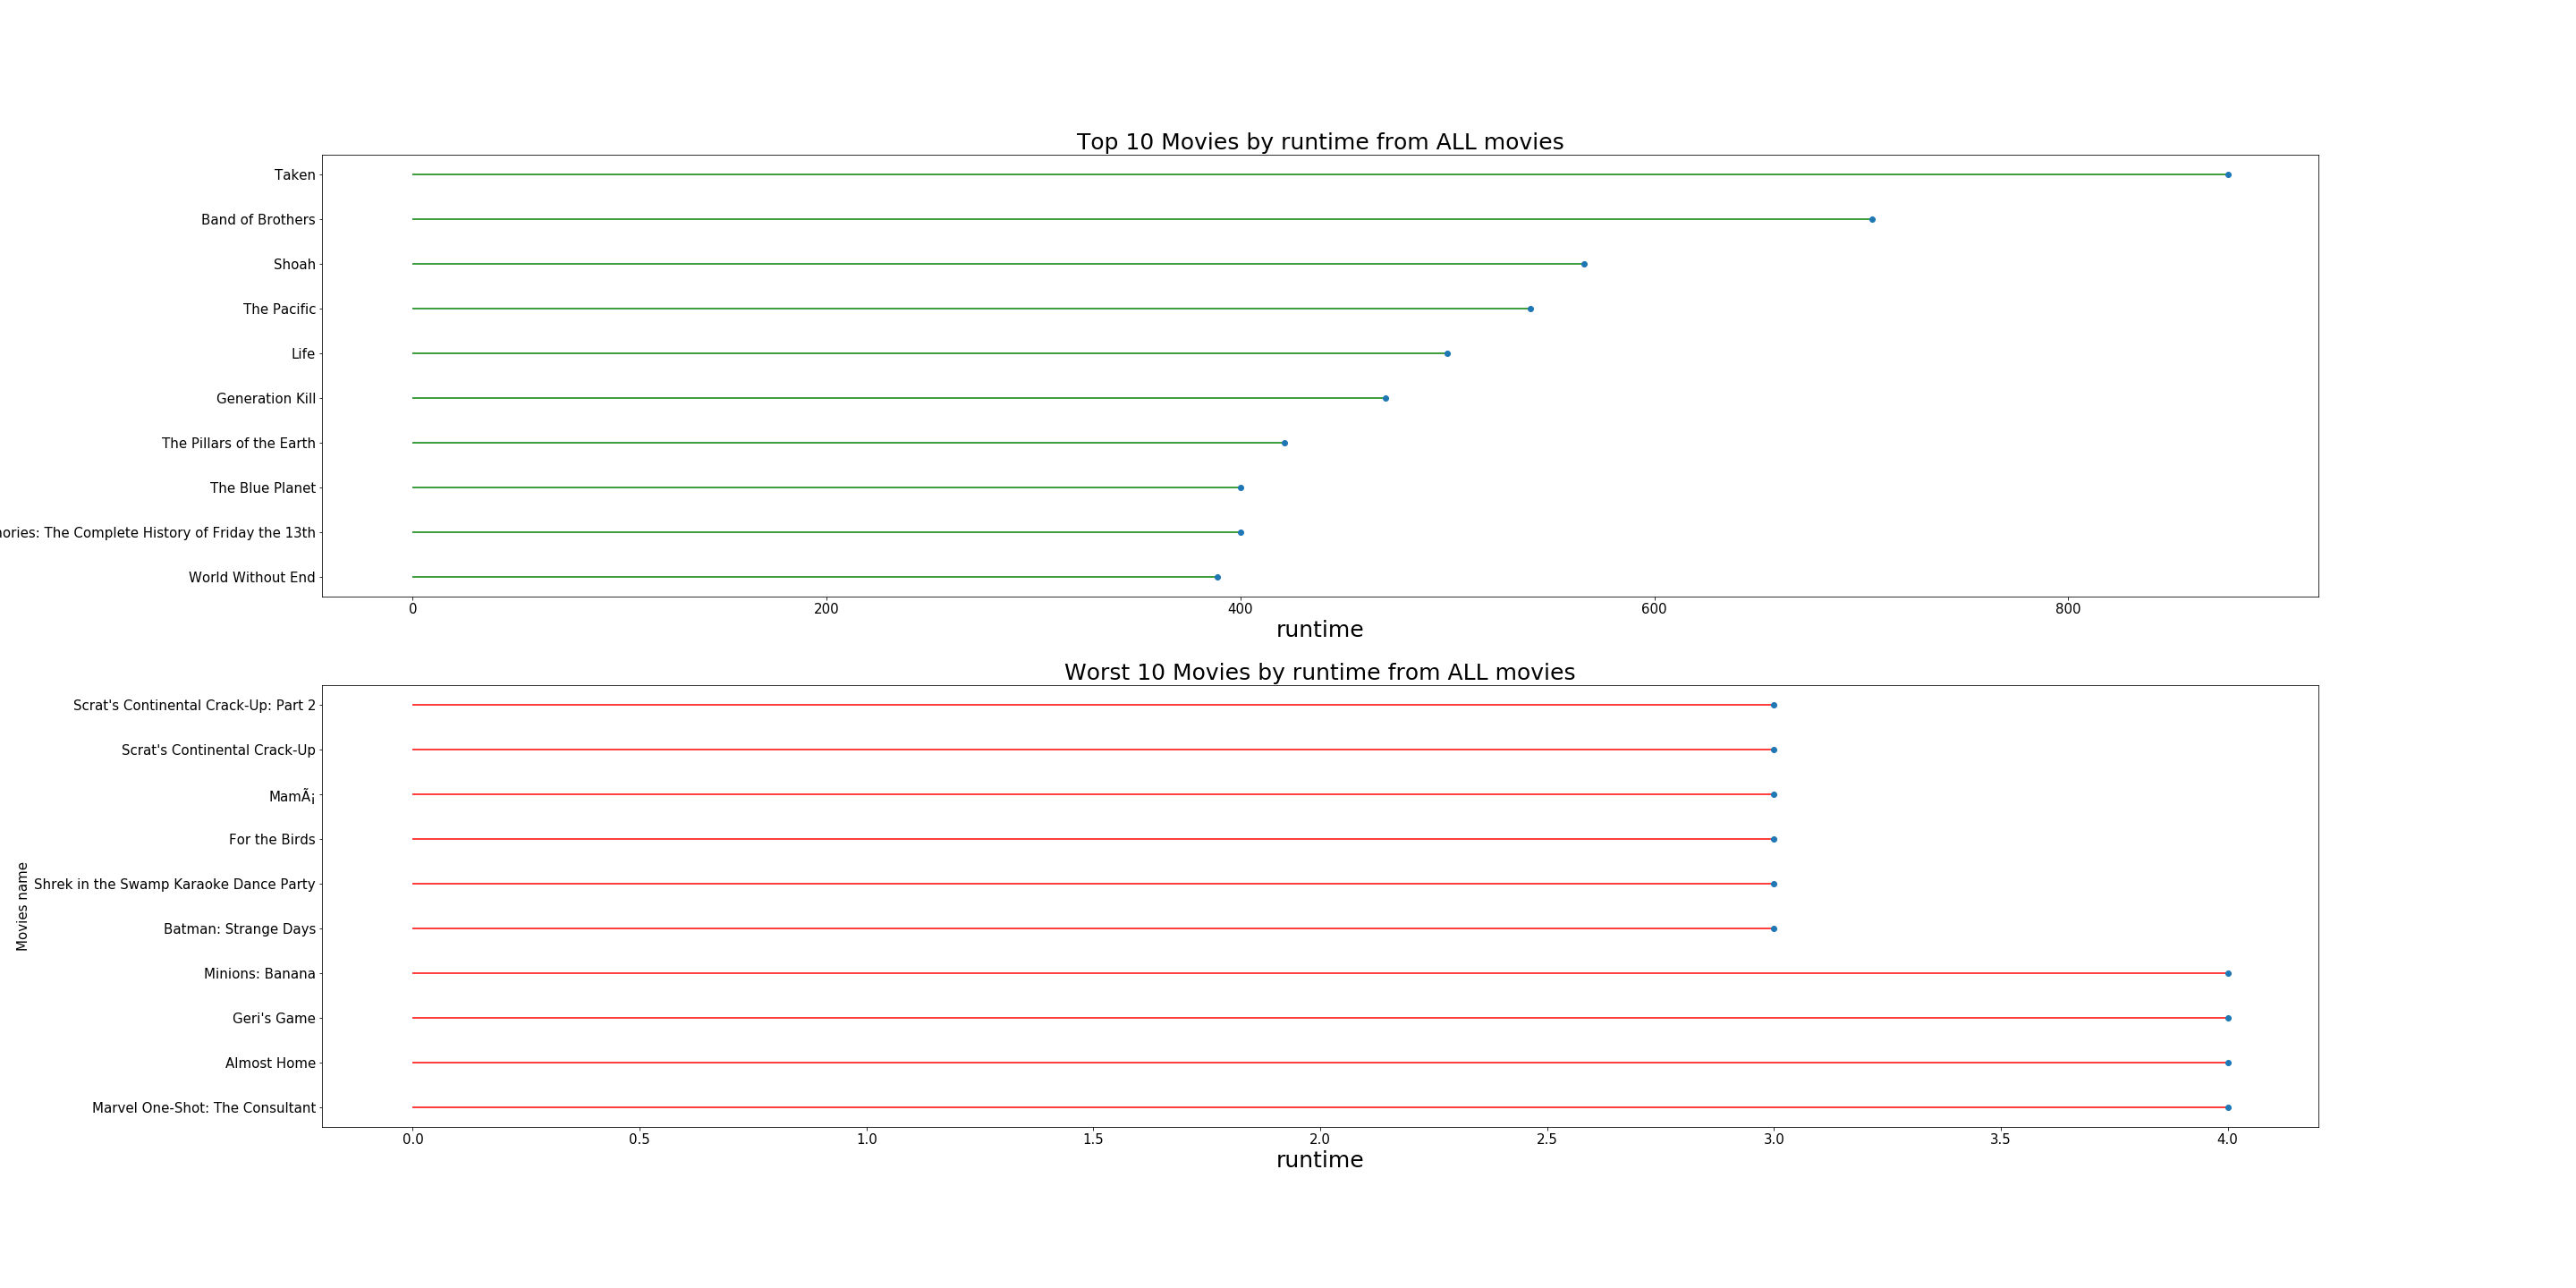 Top 10 Movies by runtime from ALL movies
Taken
Band of Brothers
Shoah
The Pacific
Life
Generation Kill
The Pillars of the Earth
The Blue Planet
ories: The Complete History of Friday the 13th
World Without End
0 200 400 600 800
runtime
Worst 10 Movies by runtime from ALL movies
Movies name
Scrat's Continental Crack-Up: Part 2
Scrat's Continental Crack-Up
MamÃ¡
For the Birds
Shrek in the Swamp Karaoke Dance Party
Batman: Strange Days
Minions: Banana
Geri's Game
Almost Home
Marvel One-Shot: The Consultant
0.0 0.5 1.0 1.5 2.0 2.5 3.0 3.5 4.0
runtime